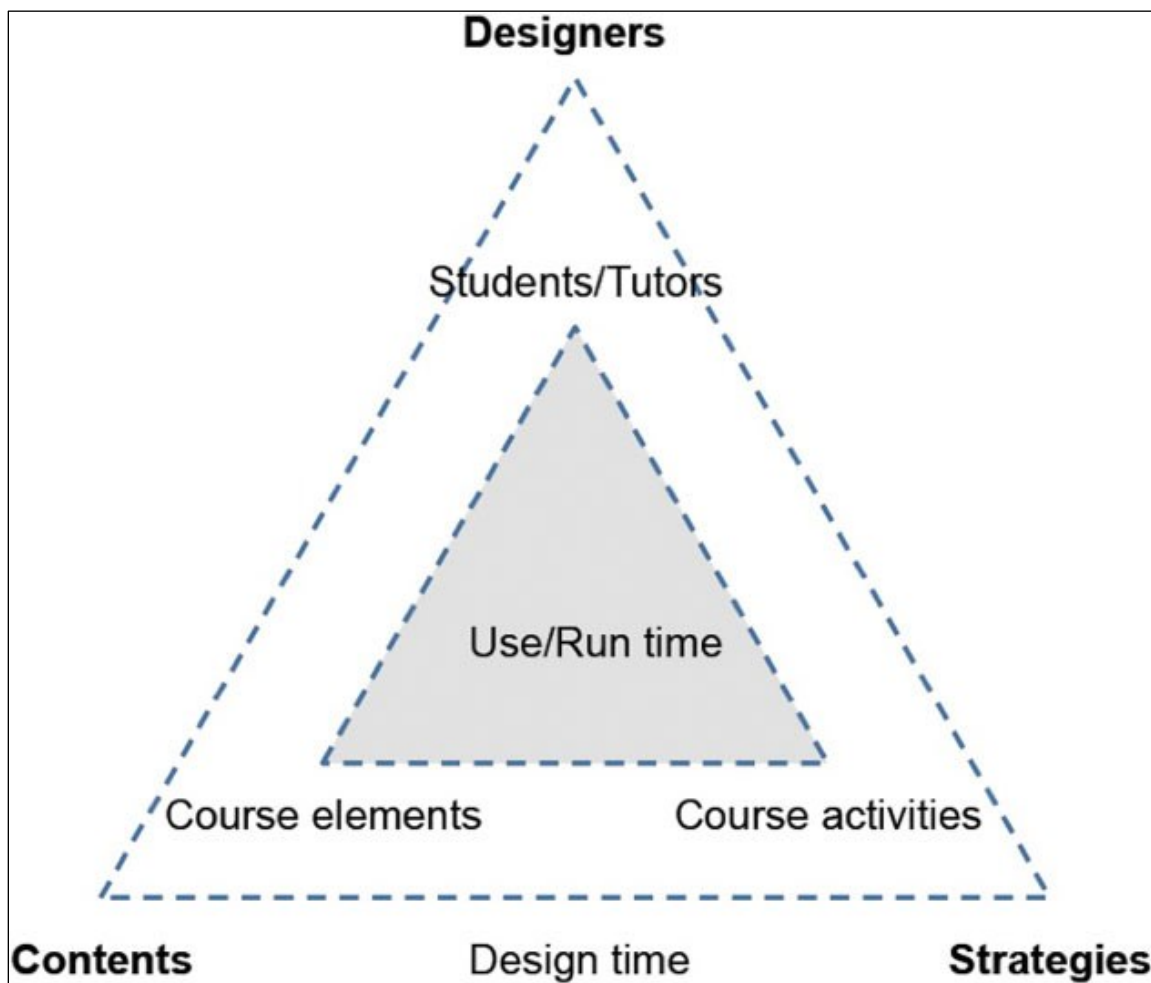 Designers
Students/Tutors
Use/Run time
Course elements
Course activities
Contents
Design time
Strategies